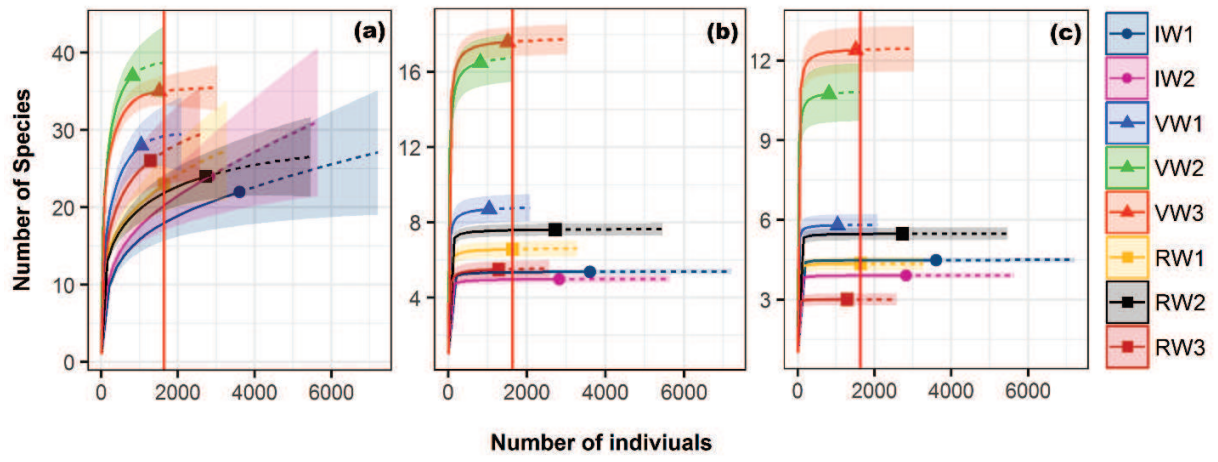 (a)
(b)
(c)
Number of Species
40
30
20
10
0
0
2000
4000
6000
16
12
8
4
0
2000
4000
6000
12
9
6
3
0
2000
4000
6000
Number of indiviuals
IW1
IW2
VW1
VW2
VW3
RW1
RW2
RW3